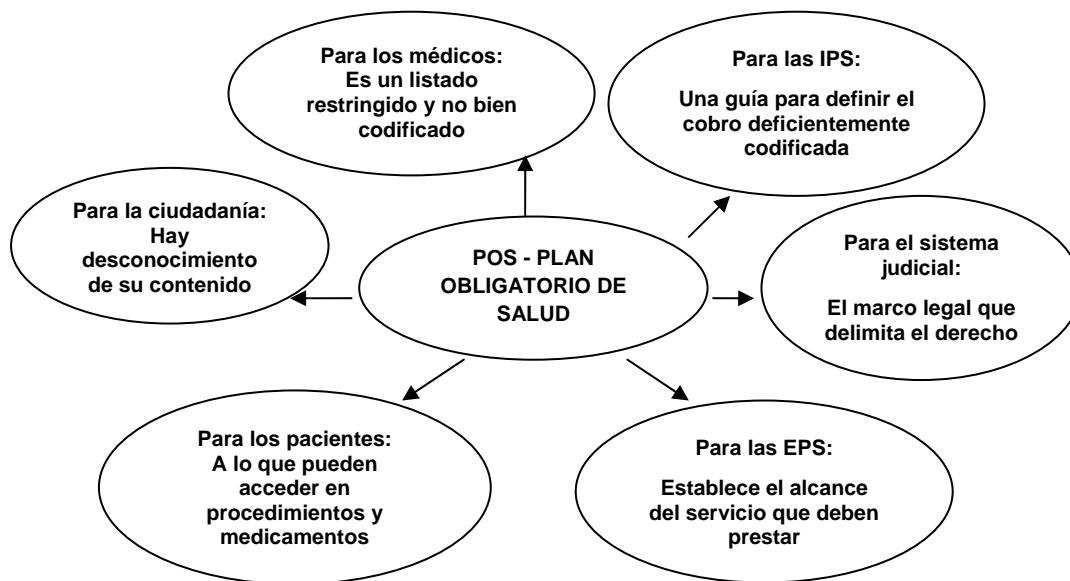 Para los médicos:
Es un listado
restringido y no bien
codificado
Para las IPS:
Una guía para definir el
cobro deficientemente
codificada
Para la ciudadanía:
Hay
desconocimiento
de su contenido
POS - PLAN
OBLIGATORIO DE
SALUD
Para el sistema
judicial:
El marco legal que
delimita el derecho
Para los pacientes:
A lo que pueden
acceder en
procedimientos y
medicamentos
Para las EPS:
Establece el alcance
del servicio que deben
prestar